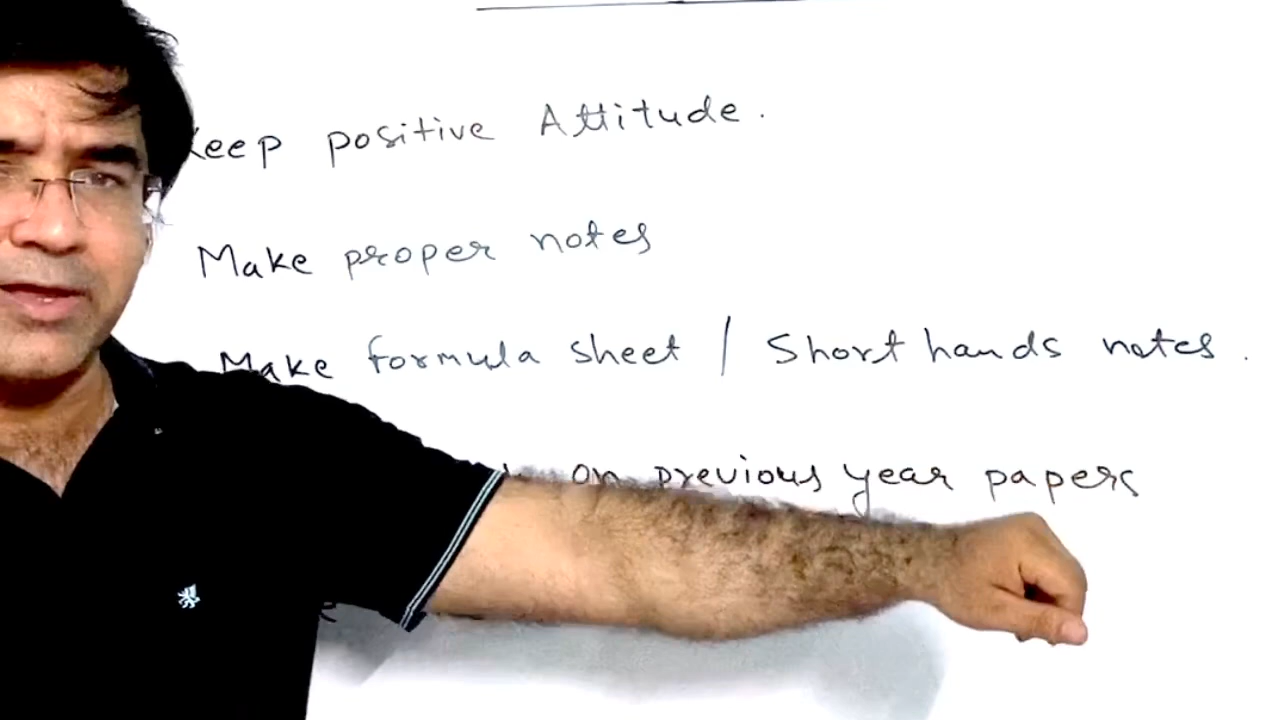 Keep positive Attitude.
Make proper notes
Make formula sheet / Short hands notes.
on previous year papers